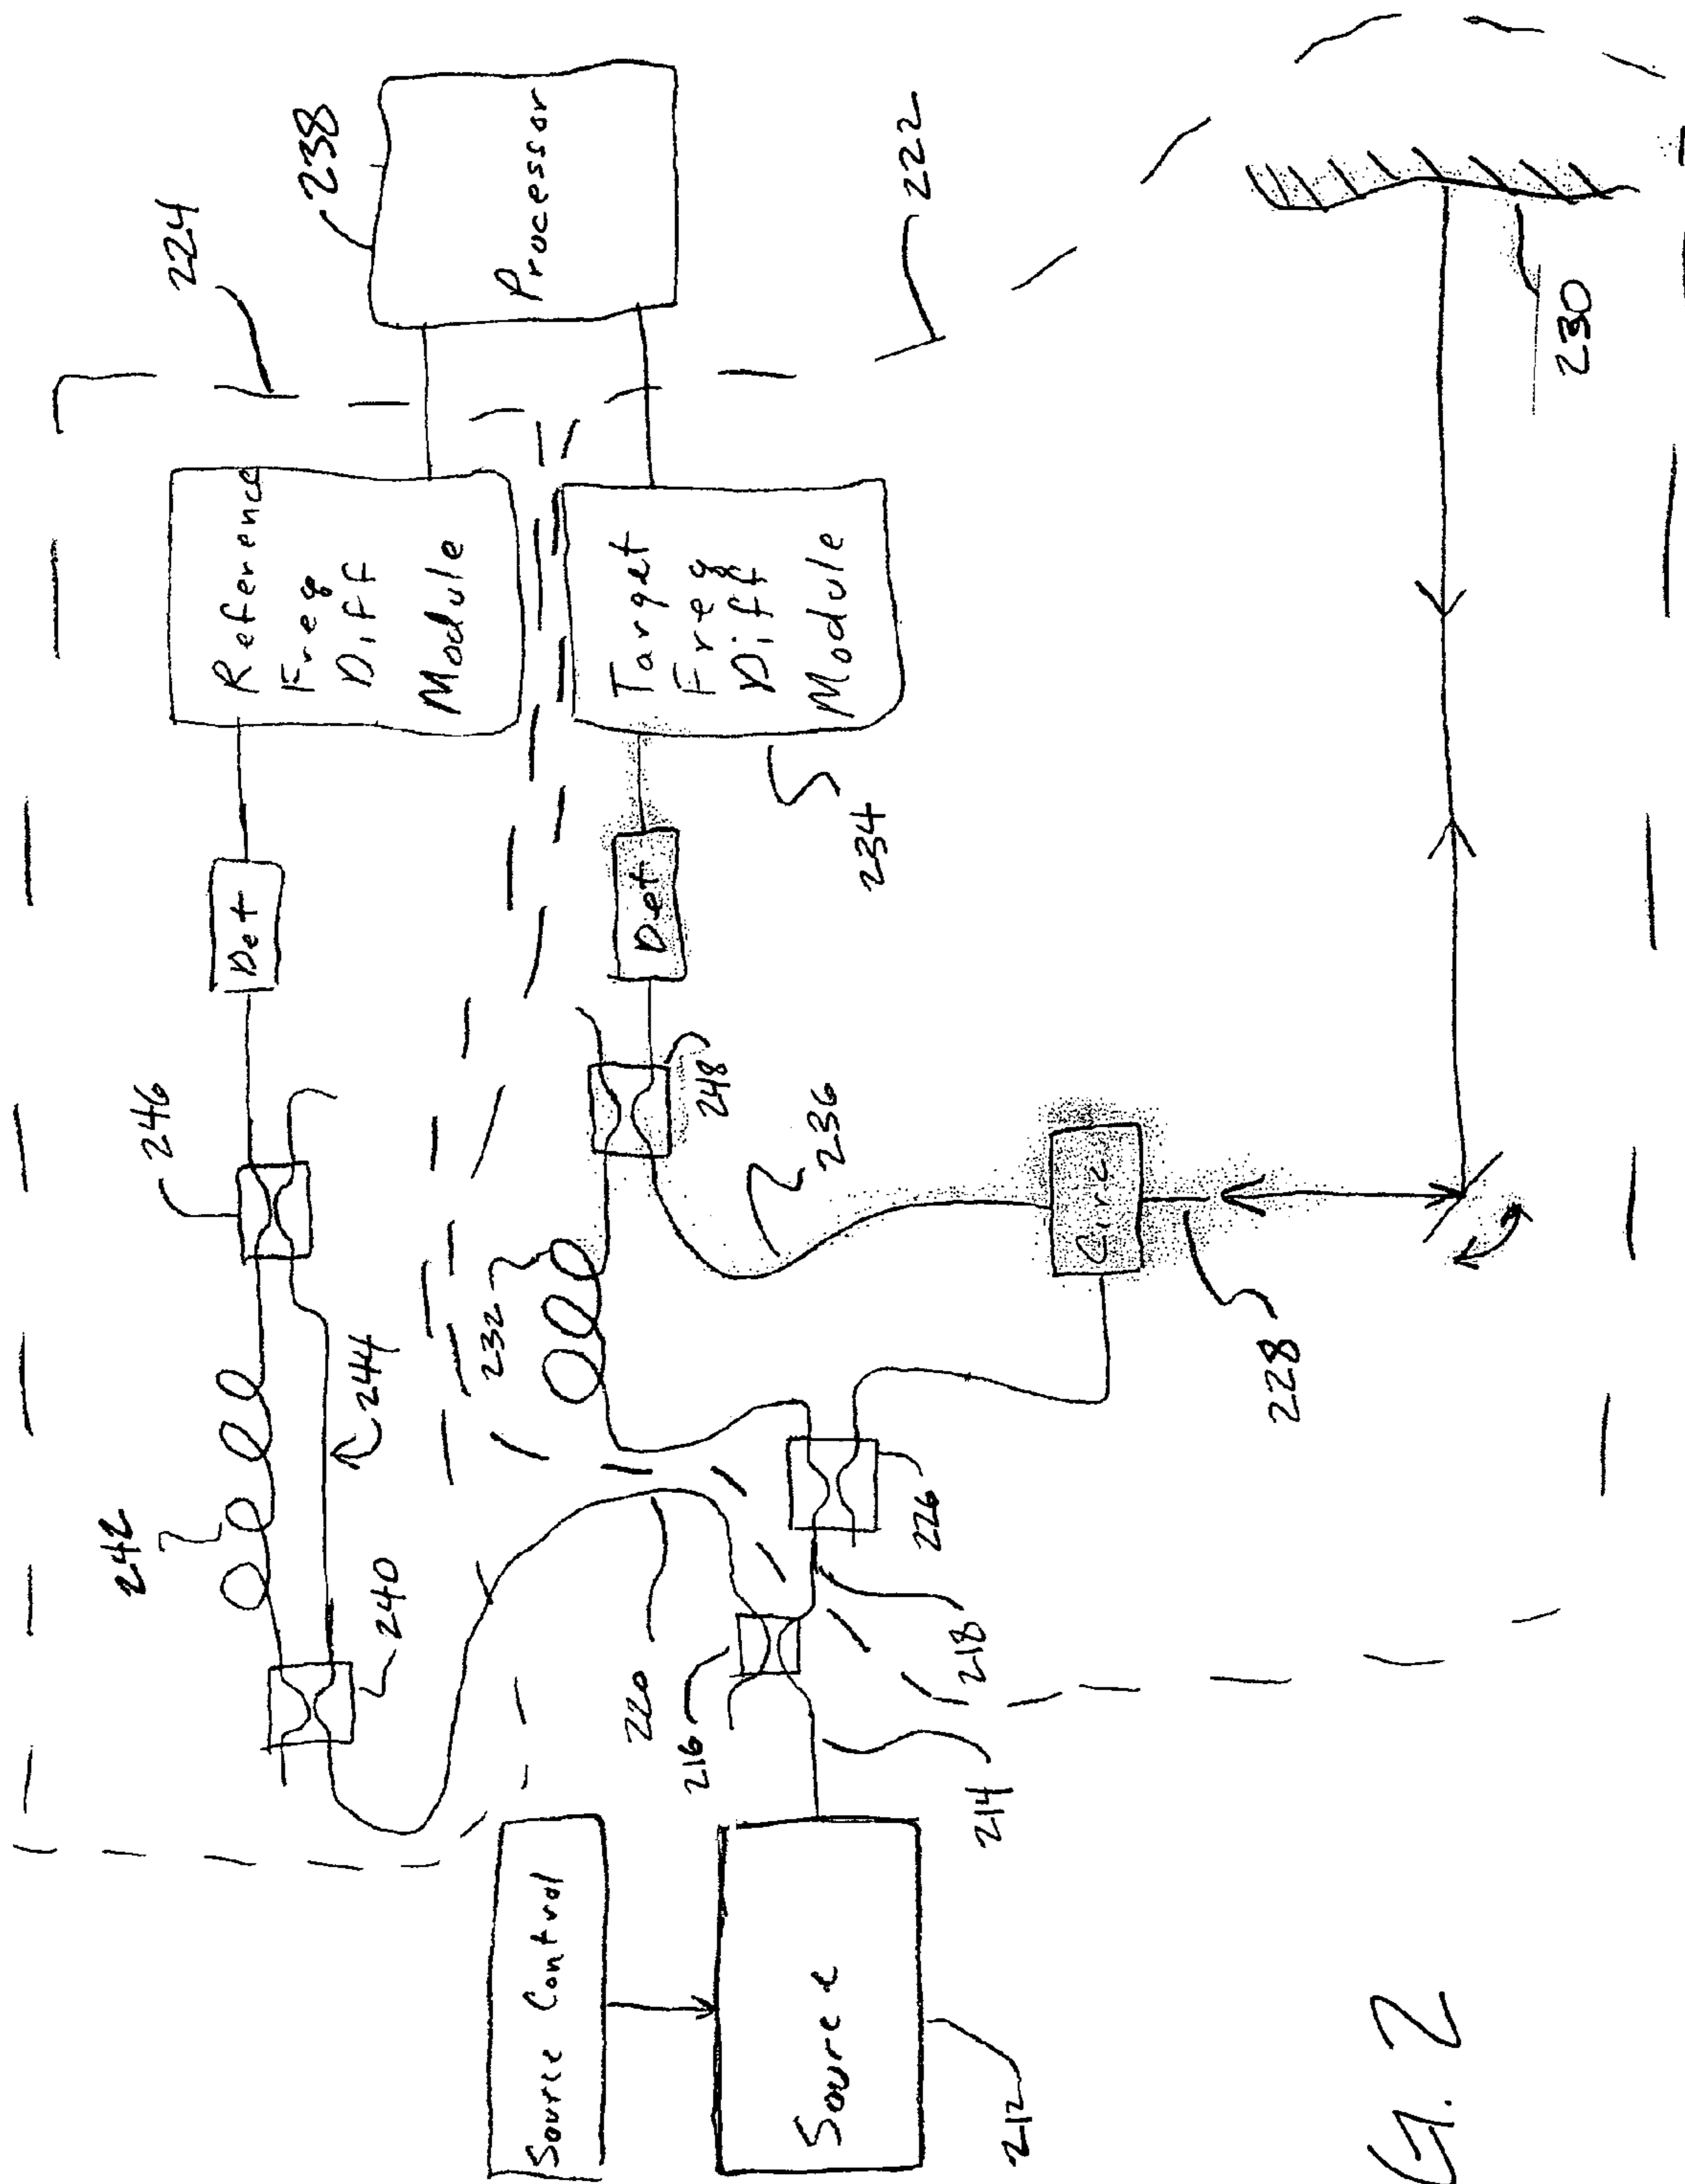 224
238
Processor
222
Reference
Freq
Diff
Module
Target
Freq
Diff
Module
234
Det
Det
246
248
236
Circ
228
230
232
242
244
240
220
216
218
226
214
Source Control
Source
212
G. 2